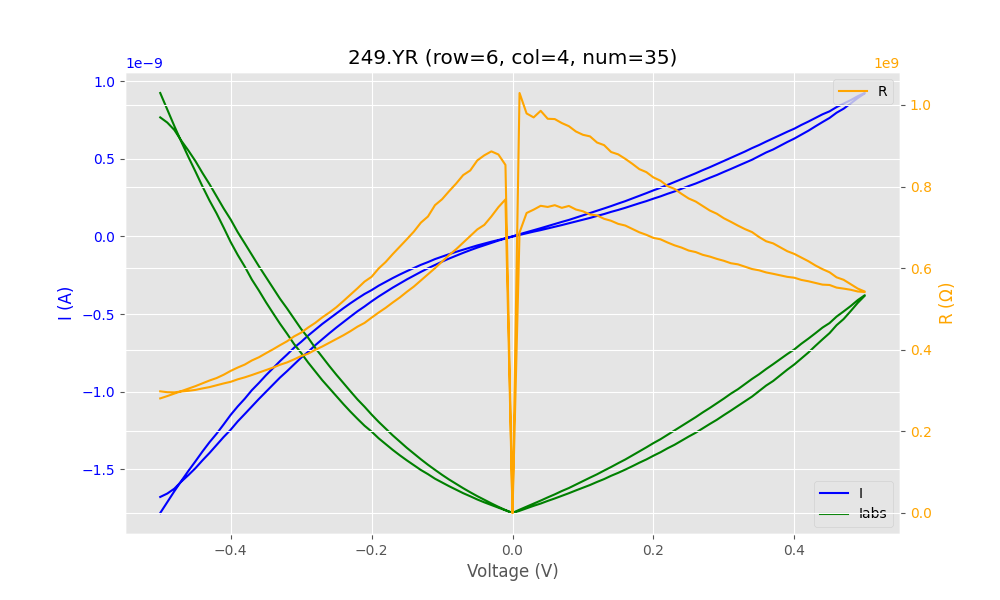 249.YR (row=6, col=4, num=35)
1e−9
1e9
1.0
0.5
0.0
−0.5
−1.0
−1.5
I (A)
1.0
0.8
0.6
0.4
0.2
0.0
R (Ω)
R
I
Iabs
−0.4
−0.2
0.0
0.2
0.4
Voltage (V)